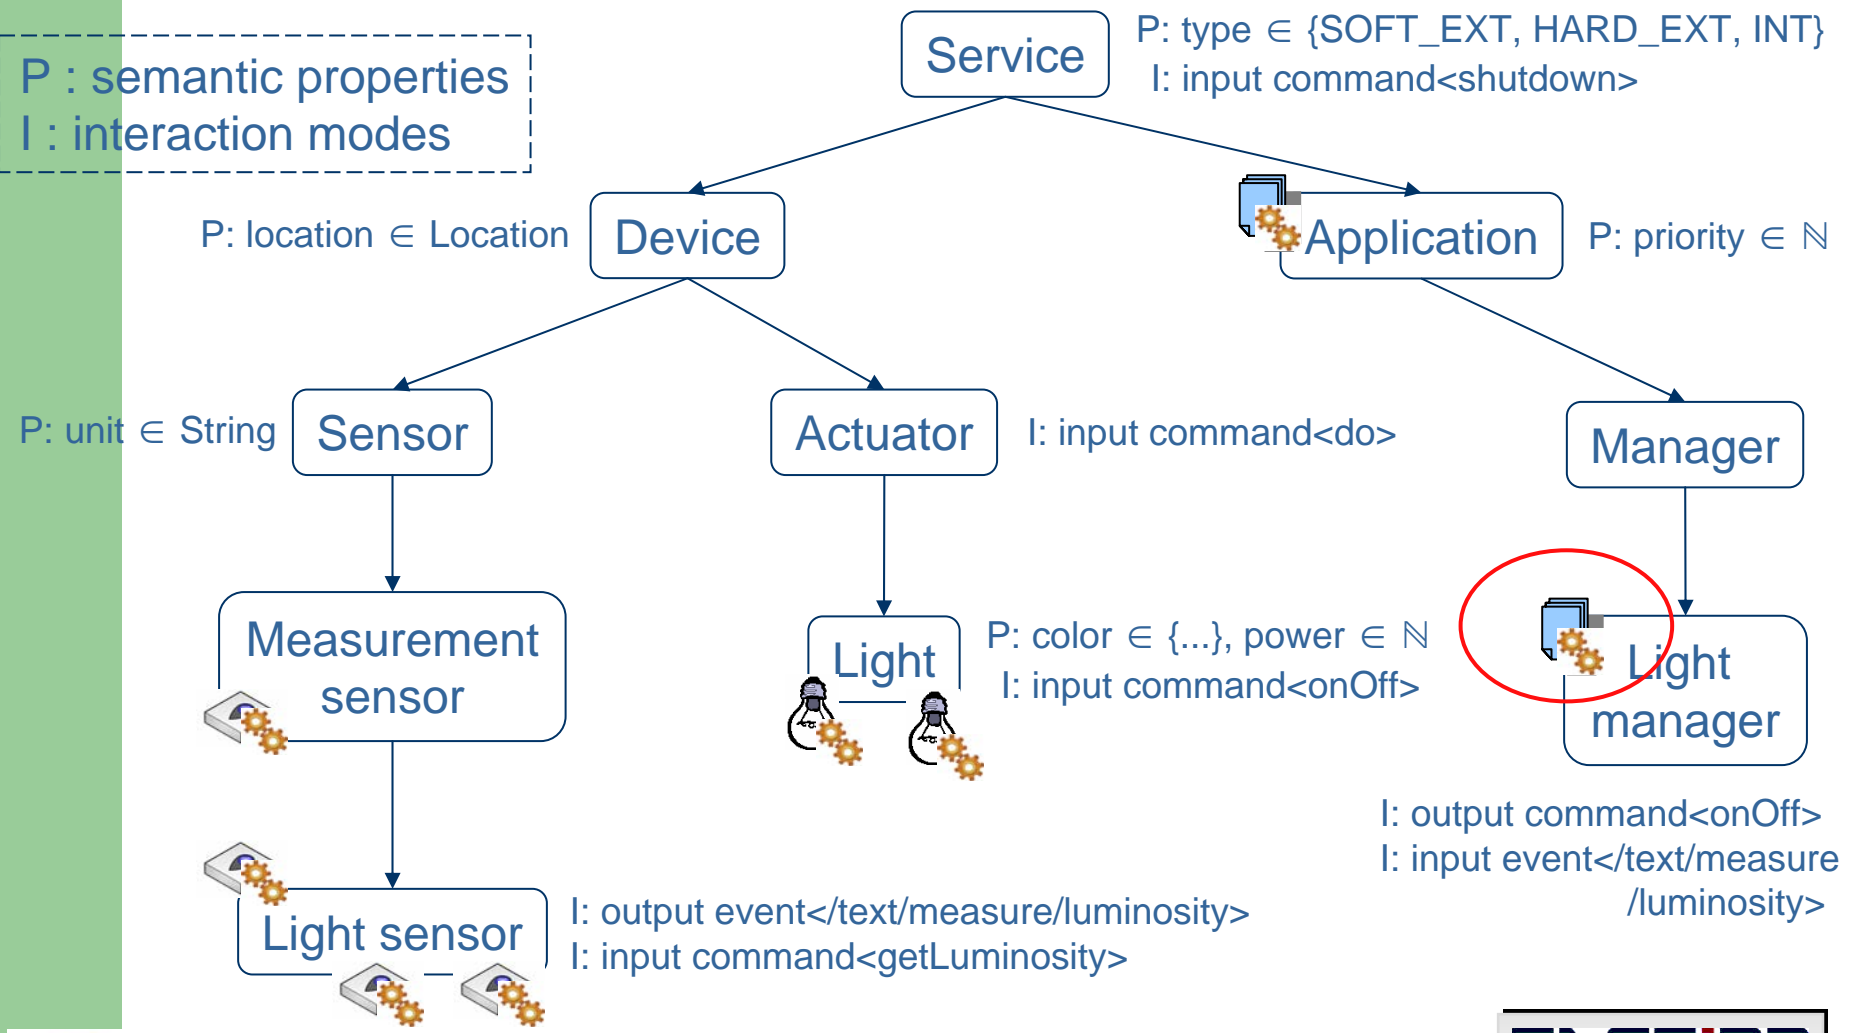 Service
P: type ∈ {SOFT_EXT, HARD_EXT, INT}
I: input command<shutdown>
P : semantic properties
I : interaction modes
P: location ∈ Location
Device
Application
P: priority ∈ ℕ
P: unit ∈ String
Sensor
Actuator
I: input command<do>
Manager
Measurement
sensor
Light
P: color ∈ {...}, power ∈ ℕ
I: input command<onOff>
Light
manager
I: output command<onOff>
I: input event</text/measure
/luminosity>
Light sensor
I: output event</text/measure/luminosity>
I: input command<getLuminosity>